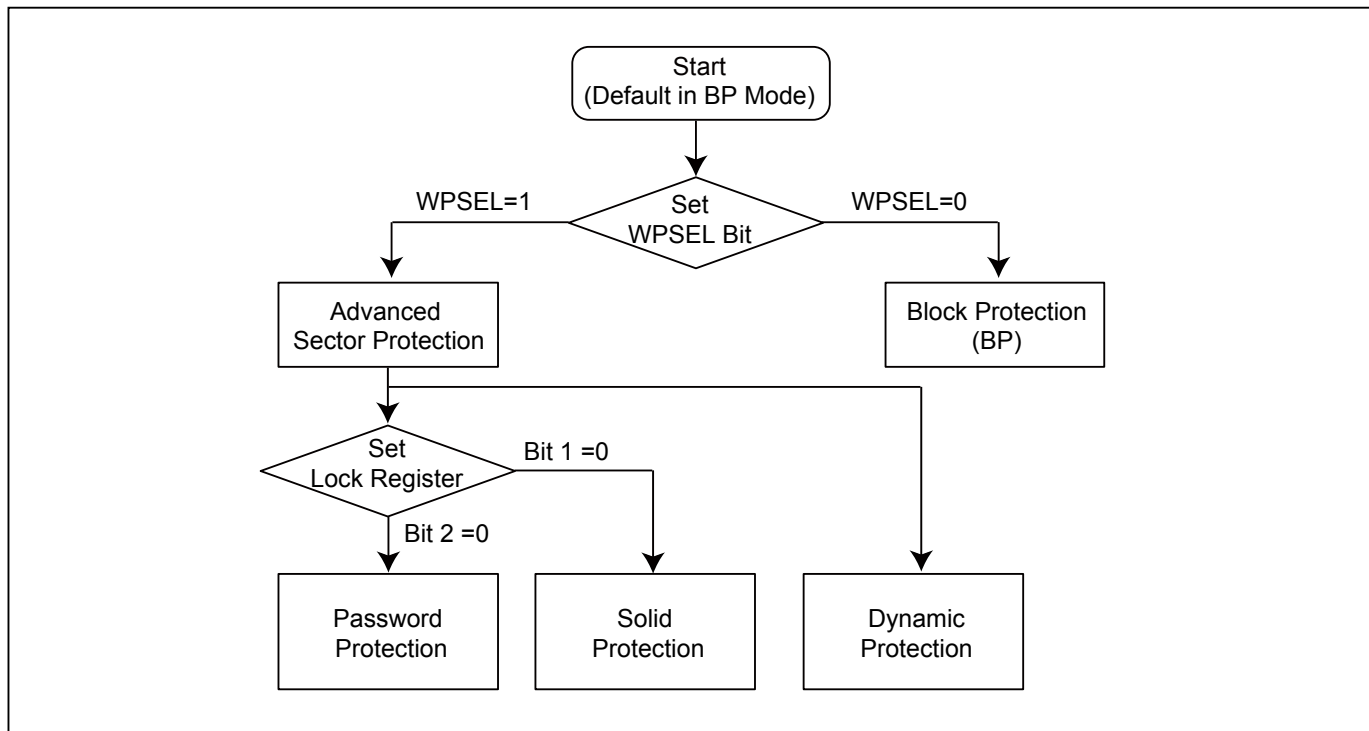 Start
(Default in BP Mode)
WPSEL=1
Set
WPSEL Bit
WPSEL=0
Advanced
Sector Protection
Block Protection
(BP)
Set
Lock Register
Bit 1 =0
Bit 2 =0
Password
Protection
Solid
Protection
Dynamic
Protection